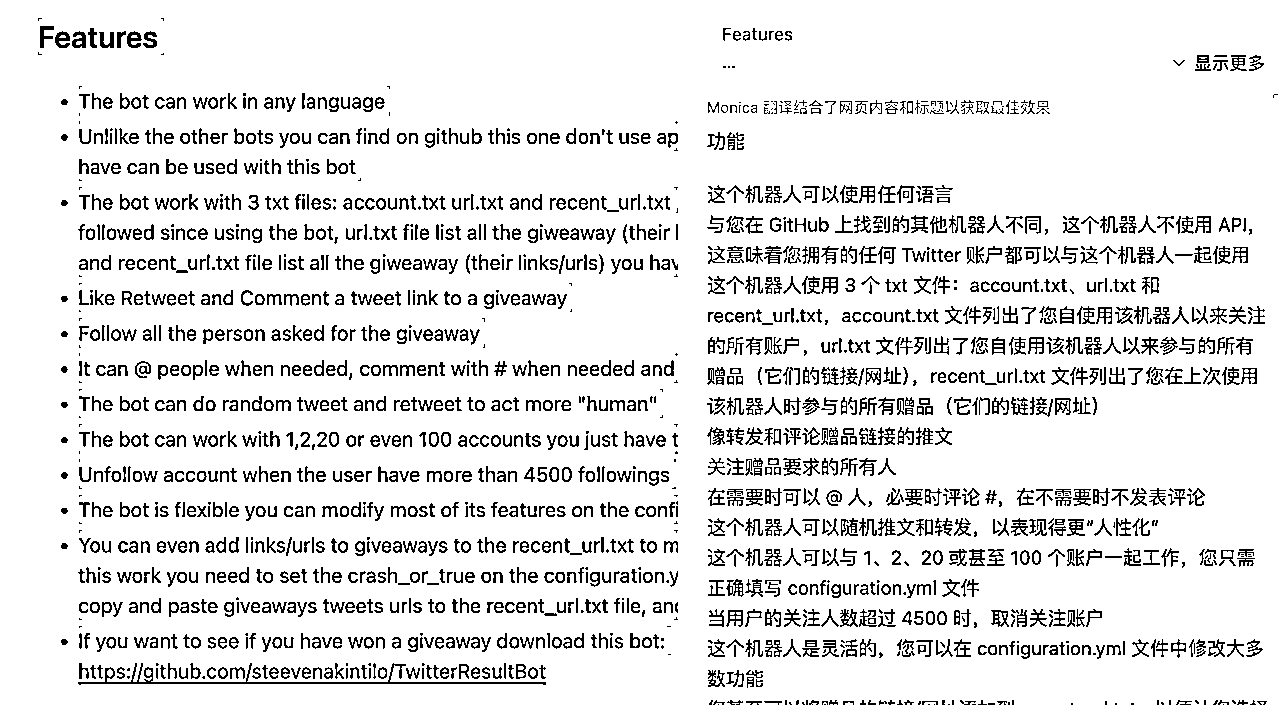 Features
The bot can work in any language
Unlilke the other bots you can find on github this one don't use ap
have can be used with this bot
The bot work with 3 txt files: account.txt url.txt and recent_url.txt ,
followed since using the bot, url.txt file list all the giweaway (their l
and recent_url.txt file list all the giweaway (their links/urls) you hav
Like Retweet and Comment a tweet link to a giveaway
Follow all the person asked for the giveaway
It can @ people when needed, comment with # when needed and
The bot can do random tweet and retweet to act more "human"
The bot can work with 1,2,20 or even 100 accounts you just have t
Unfollow account when the user have more than 4500 followings
The bot is flexible you can modify most of its features on the confi
You can even add links/urls to giveaways to the recent_url.txt to m
this work you need to set the crash_or_true on the configuration.y
copy and paste giveaways tweets urls to the recent_url.txt file, and
If you want to see if you have won a giveaway download this bot:
https://github.com/steevenakintilo/TwitterResultBot
Features
...
显示更多
Monica 翻译结合了网页内容和标题以获取最佳效果
功能
这个机器人可以使用任何语言
与您在 GitHub 上找到的其他机器人不同，这个机器人不使用 API，
这意味着您拥有的任何 Twitter 账户都可以与这个机器人一起使用
这个机器人使用 3 个 txt 文件：account.txt、url.txt 和
recent_url.txt，account.txt 文件列出了您自使用该机器人以来关注
的所有账户，url.txt 文件列出了您自使用该机器人以来参与的所有
赠品（它们的链接/网址），recent_url.txt 文件列出了您在上次使用
该机器人时参与的所有赠品（它们的链接/网址）
像转发和评论赠品链接的推文
关注赠品要求的所有人
在需要时可以 @ 人，必要时评论 #，在不需要时不发表评论
这个机器人可以随机推文和转发，以表现得更“人性化”
这个机器人可以与 1、2、20 或甚至 100 个账户一起工作，您只需
正确填写 configuration.yml 文件
当用户的关注人数超过 4500 时，取消关注账户
这个机器人是灵活的，您可以在 configuration.yml 文件中修改大多
数功能